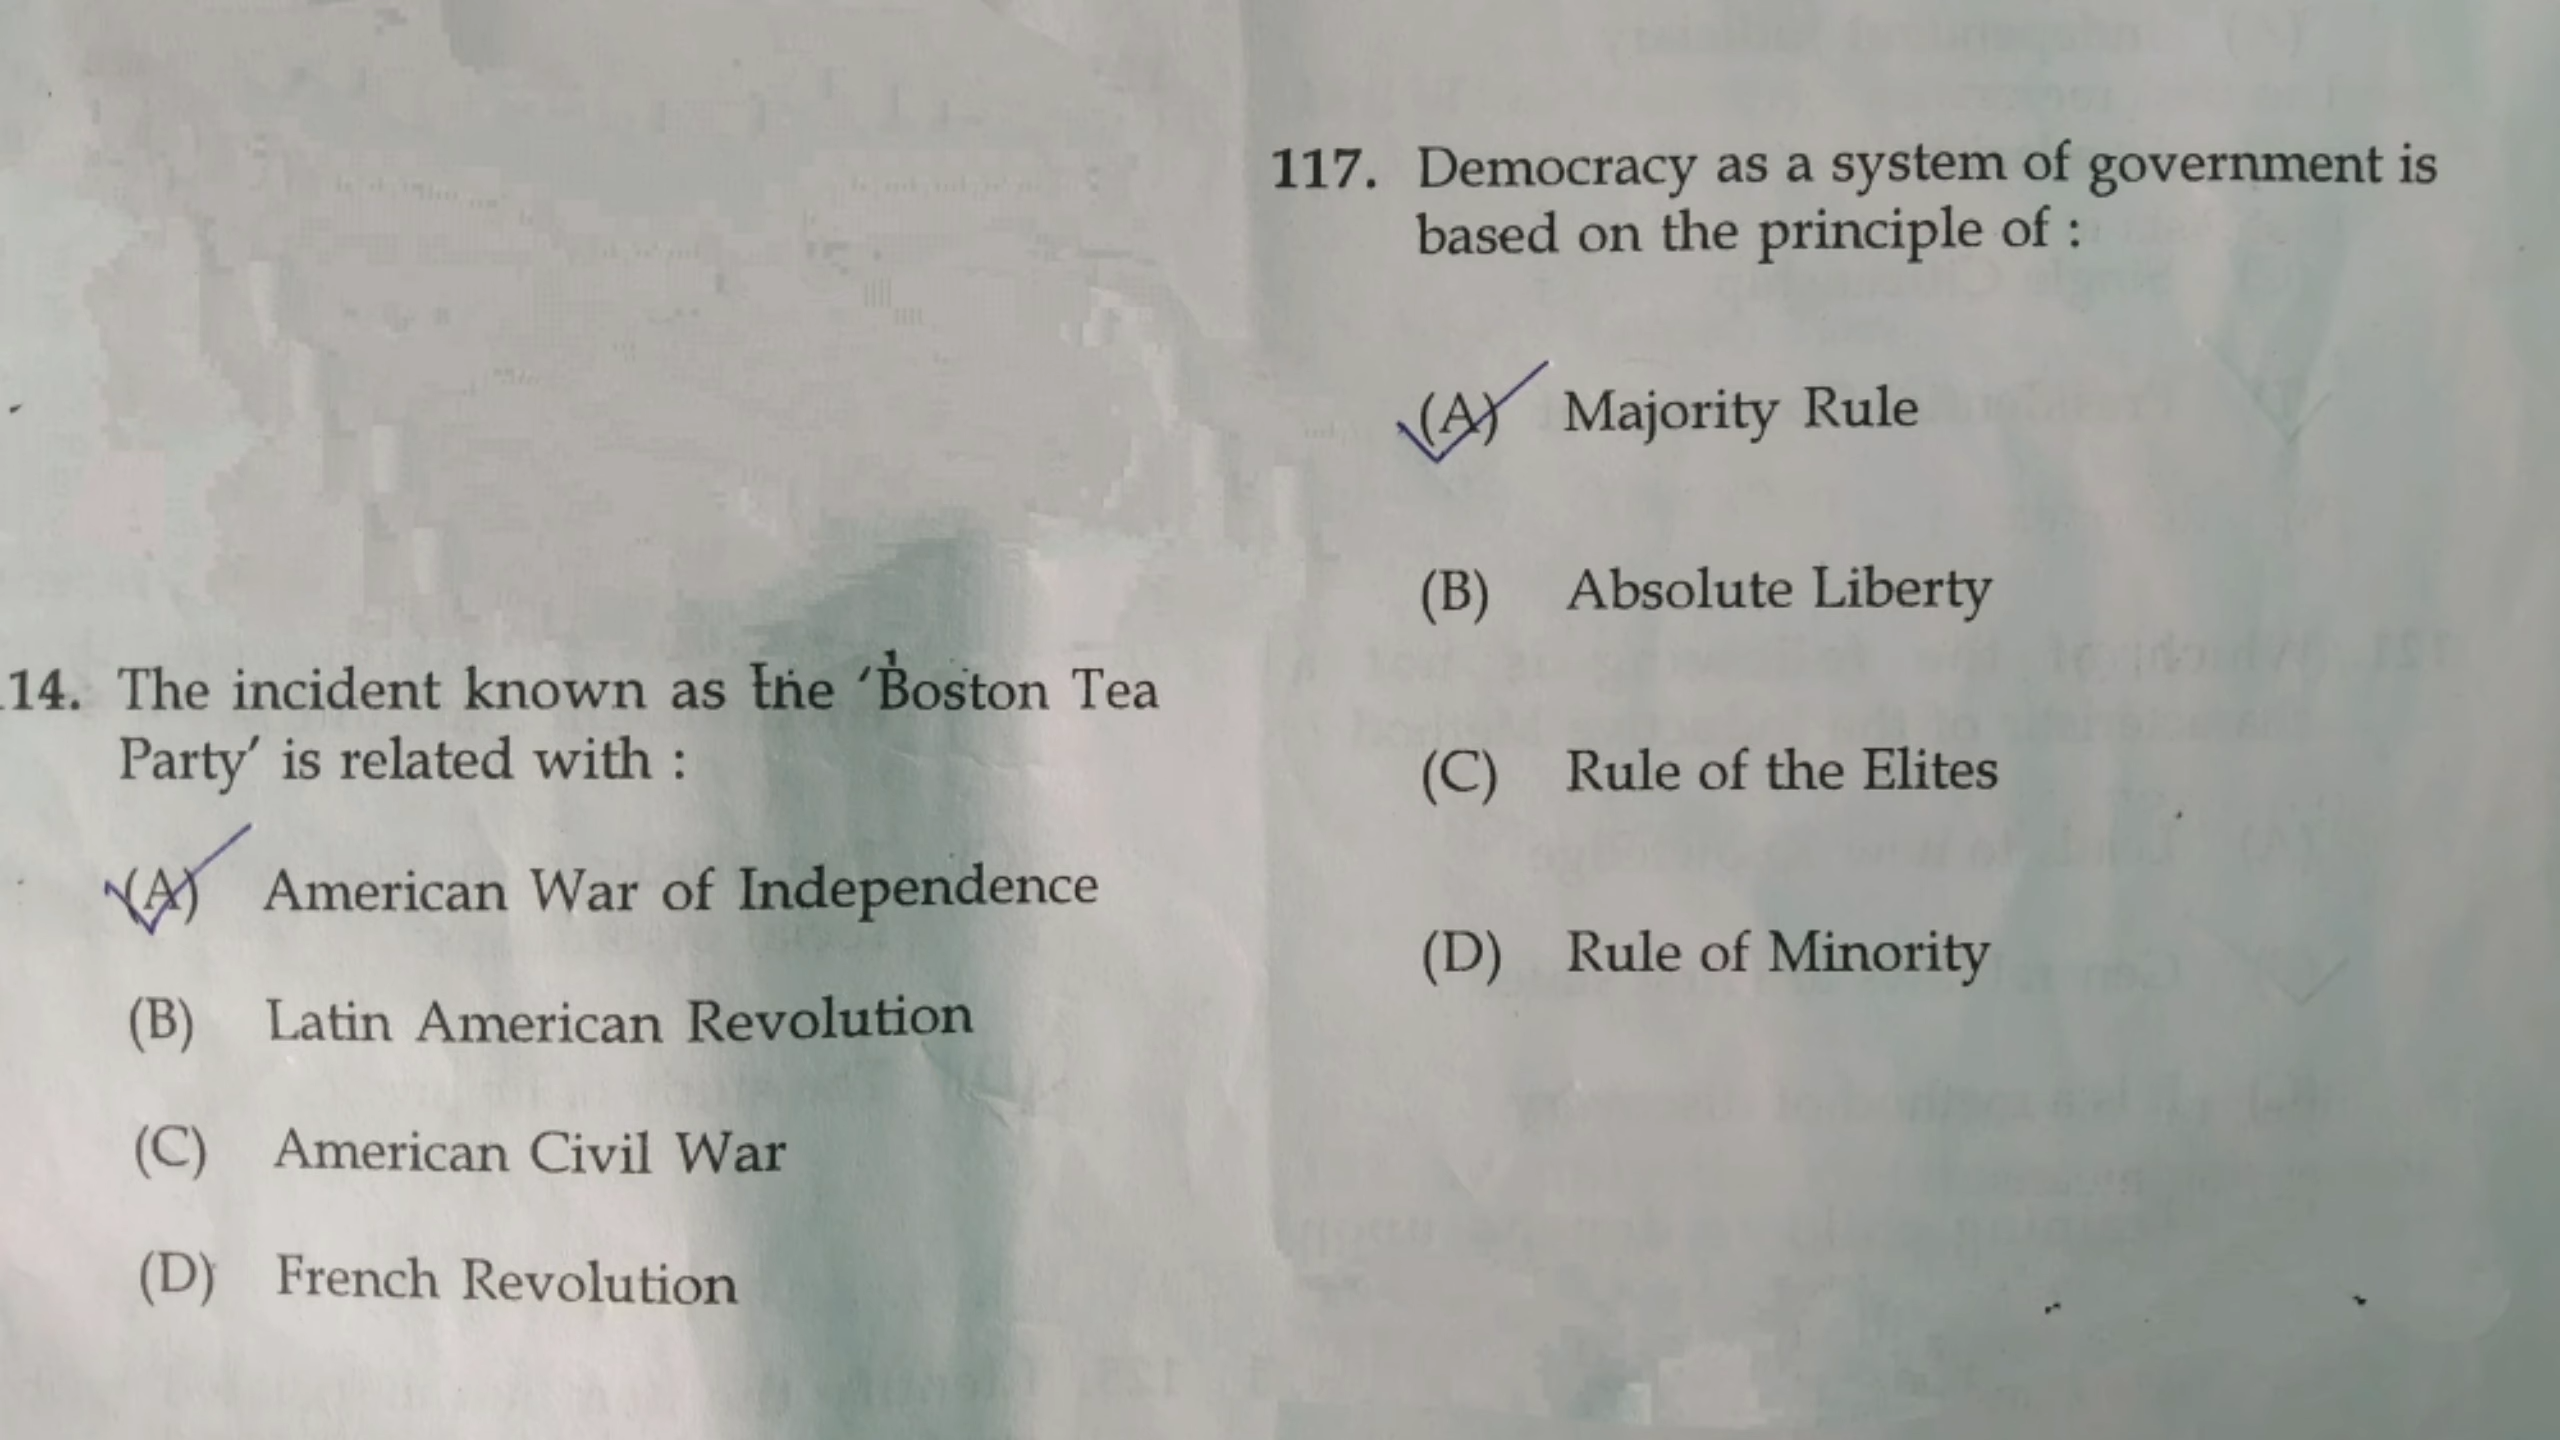 14. The incident known as the 'Boston Tea
Party' is related with :
(A) American War of Independence
(B) Latin American Revolution
(C) American Civil War
(D) French Revolution
117. Democracy as a system of government is
based on the principle of :
(A) Majority Rule
(B) Absolute Liberty
(C) Rule of the Elites
(D) Rule of Minority